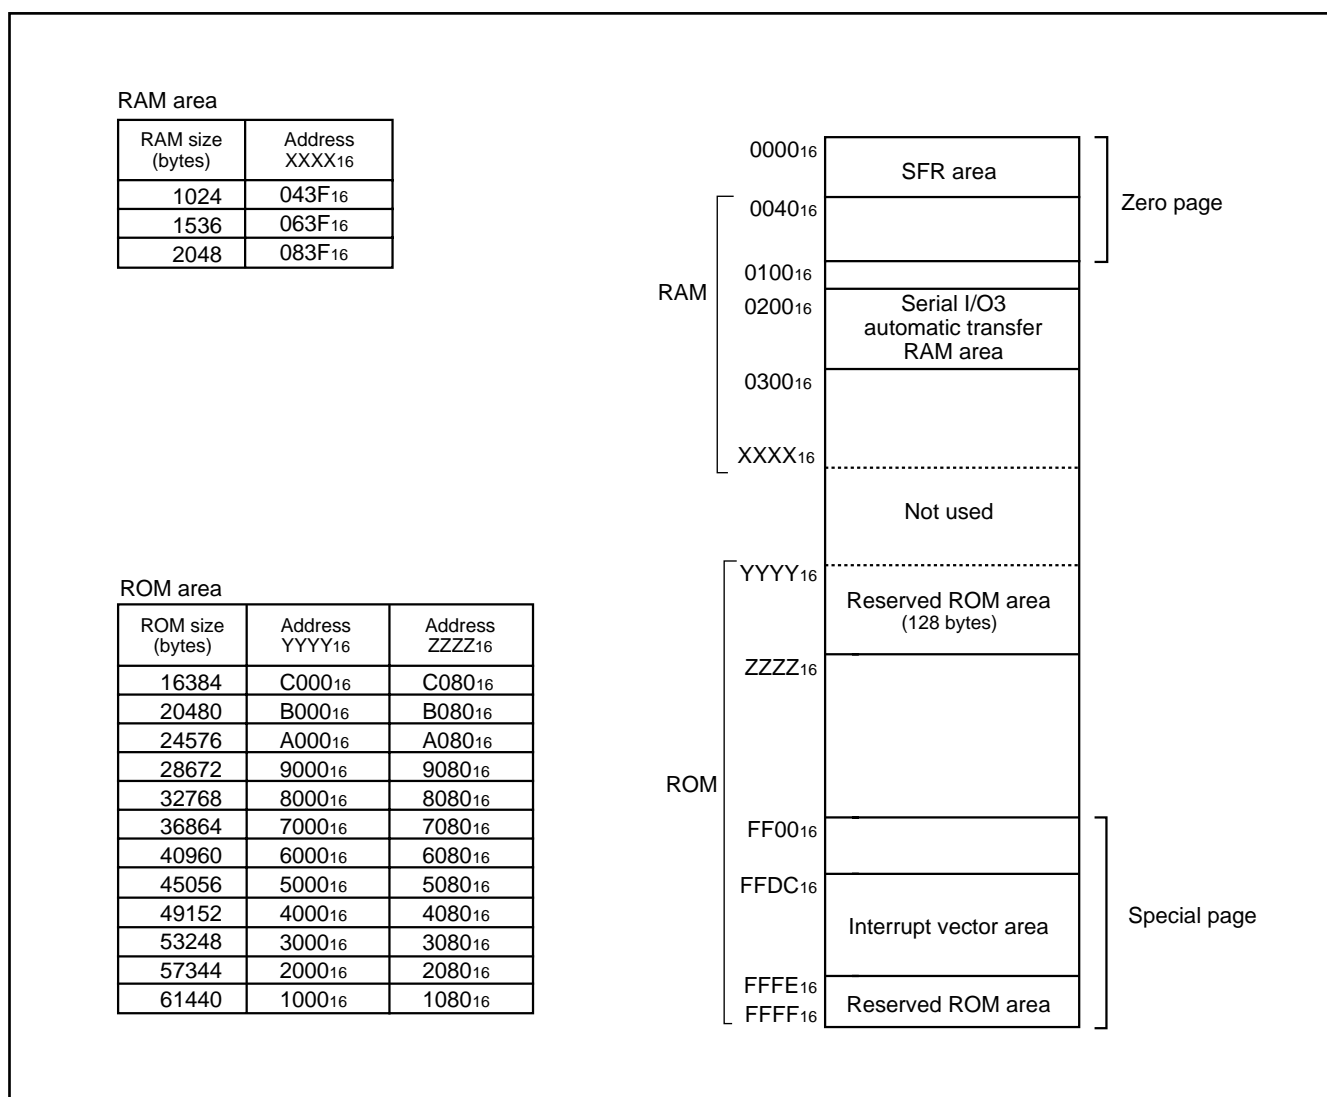 RAM area
RAM size (bytes) Address XXXX16
1024 043F16
1536 063F16
2048 083F16
ROM area
ROM size (bytes) Address YYYY16 Address ZZZZ16
16384 C00016 C08016
20480 B00016 B08016
24576 A00016 A08016
28672 900016 908016
32768 800016 808016
36864 700016 708016
40960 600016 608016
45056 500016 508016
49152 400016 408016
53248 300016 308016
57344 200016 208016
61440 100016 108016
000016
SFR area
004016
Zero page
010016
RAM
020016
Serial I/O3
automatic transfer
RAM area
030016
XXXX16
Not used
YYYY16
Reserved ROM area
(128 bytes)
ZZZZ16
ROM
FF0016
FFDC16
Interrupt vector area
Special page
FFFE16
Reserved ROM area
FFFF16